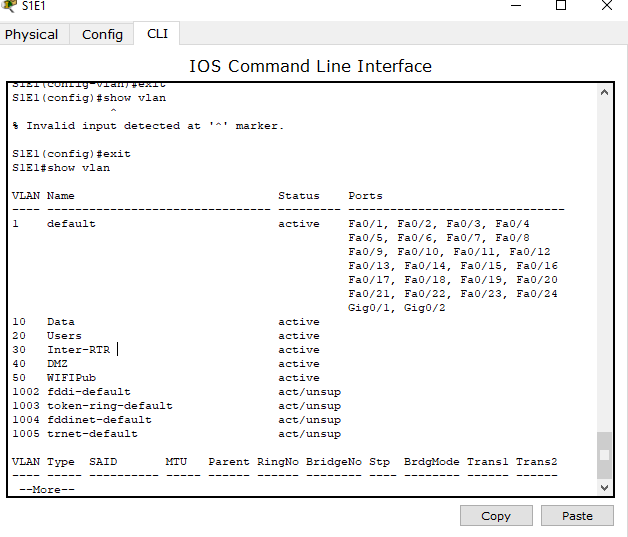 S1E1
Physical Config CLI
IOS Command Line Interface
S1E1(config-vlan)#exit
S1E1(config)#show vlan
^
% Invalid input detected at '^' marker.
S1E1(config)#exit
S1E1#show vlan
VLAN Name                             Status    Ports
---- -------------------------------- --------- -------------------------------
1    default                          active    Fa0/1, Fa0/2, Fa0/3, Fa0/4
                                                Fa0/5, Fa0/6, Fa0/7, Fa0/8
                                                Fa0/9, Fa0/10, Fa0/11, Fa0/12
                                                Fa0/13, Fa0/14, Fa0/15, Fa0/16
                                                Fa0/17, Fa0/18, Fa0/19, Fa0/20
                                                Fa0/21, Fa0/22, Fa0/23, Fa0/24
                                                Gig0/1, Gig0/2
10   Data                             active
20   Users                            active
30   Inter-RTR                        active
40   DMZ                              active
50   WIFIPub                          active
1002 fddi-default                     act/unsup
1003 token-ring-default               act/unsup
1004 fddinet-default                  act/unsup
1005 trnet-default                    act/unsup
VLAN Type  SAID       MTU   Parent RingNo BridgeNo Stp  BrdgMode Trans1 Trans2
---- ----- ---------- ----- ------ ------ -------- ---- -------- ------ ------
--More--
Copy Paste